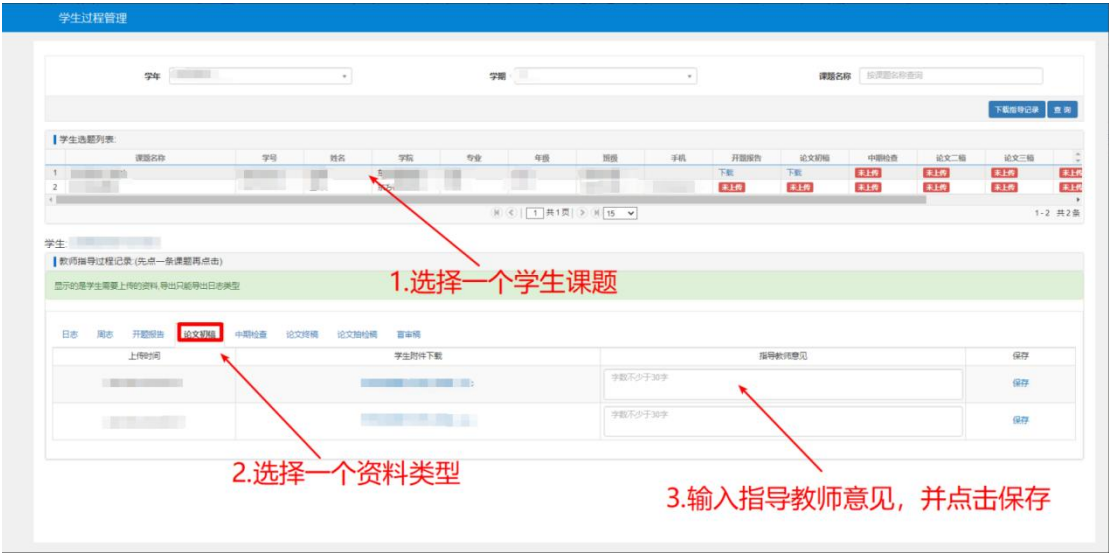 学生过程管理
学年 学期 课题名称 按课题名称查询
下载指导记录 查询
学生选题列表:
课题名称 学号 姓名 学院 专业 年级 班级 手机 开题报告 论文初稿 中期检查 论文二稿 论文三稿
1 下载 下载 未上传 未上传 未上传
2 未上传 未上传 未上传 未上传 未上传
1 共1页 15 1-2 共2条
学生:
教师指导过程记录 (先点一条课题再点击)
1.选择一个学生课题
显示的是学生需要上传的资料,导出只能导出日志类型
日志 周志 开题报告 论文初稿 中期检查 论文终稿 论文抽检稿 盲审稿
上传时间 学生附件下载 指导教师意见 保存
字数不少于30字 保存
字数不少于30字 保存
2.选择一个资料类型
3.输入指导教师意见，并点击保存